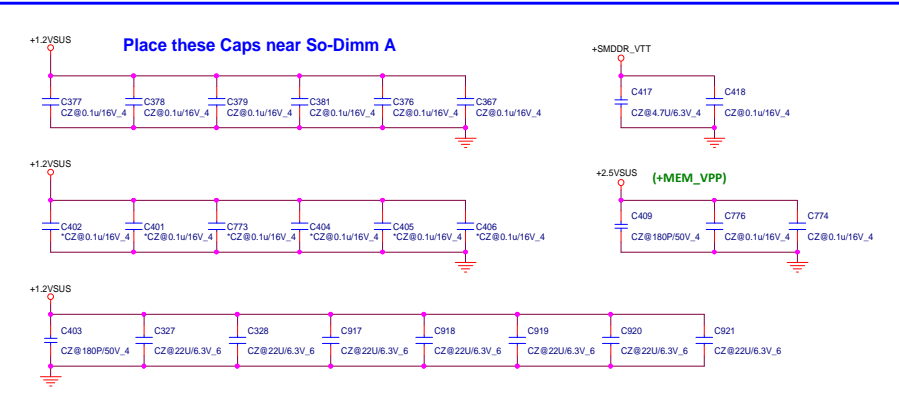 Place these Caps near So-Dimm A
+1.2VSUS
C377
CZ@0.1u/16V_4
C378
CZ@0.1u/16V_4
C379
CZ@0.1u/16V_4
C381
CZ@0.1u/16V_4
C376
CZ@0.1u/16V_4
C367
CZ@0.1u/16V_4
+SMDDR_VTT
C417
CZ@4.7U/6.3V_4
C418
CZ@0.1u/16V_4
+1.2VSUS
C402
*CZ@0.1u/16V_4
C401
*CZ@0.1u/16V_4
C773
*CZ@0.1u/16V_4
C404
*CZ@0.1u/16V_4
C405
*CZ@0.1u/16V_4
C406
*CZ@0.1u/16V_4
+2.5VSUS
(+MEM_VPP)
C409
CZ@180P/50V_4
C776
CZ@0.1u/16V_4
C774
CZ@0.1u/16V_4
+1.2VSUS
C403
CZ@180P/50V_4
C327
CZ@22U/6.3V_6
C328
CZ@22U/6.3V_6
C917
CZ@22U/6.3V_6
C918
CZ@22U/6.3V_6
C919
CZ@22U/6.3V_6
C920
CZ@22U/6.3V_6
C921
CZ@22U/6.3V_6